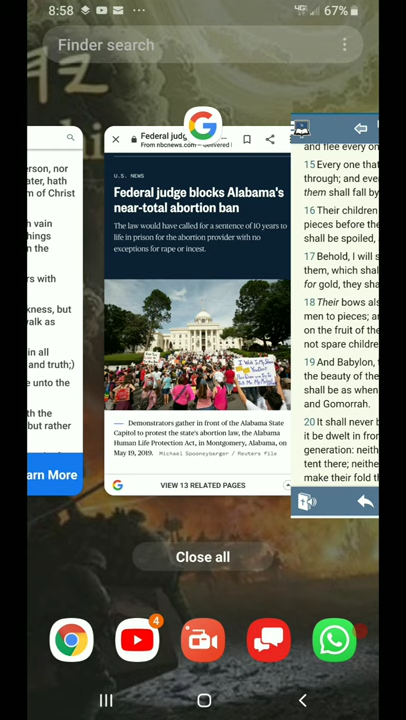 8:58
67%
Finder search
Federal judg
From nbcnews.com
U.S. NEWS
Federal judge blocks Alabama's
near-total abortion ban
The law would have called for a sentence of 10 years to
life in prison for the abortion provider with no
exceptions for rape or incest.
Demonstrators gather in front of the Alabama State
Capitol to protest the state's abortion law, the Alabama
Human Life Protection Act, in Montgomery, Alabama, on
May 19, 2019. Michael Spooneybarger / Reuters file
VIEW 13 RELATED PAGES
erson, nor
ater, hath
m of Christ
h vain
hings
n the
rs with
kness, but
walk as
in all
and truth;)
e unto the
th the
but rather
arn More
and flee every on
15 Every one that
through; and eve
them shall fall by
16 Their children
pieces before the
shall be spoiled,
17 Behold, I will s
them, which shal
for gold, they sha
18 Their bows als
men to pieces; an
on the fruit of the
not spare childre
19 And Babylon, t
the beauty of the
shall be as when
and Gomorrah.
20 It shall never b
it be dwelt in fron
generation: neith
tent there; neithe
make their fold th
Close all
4